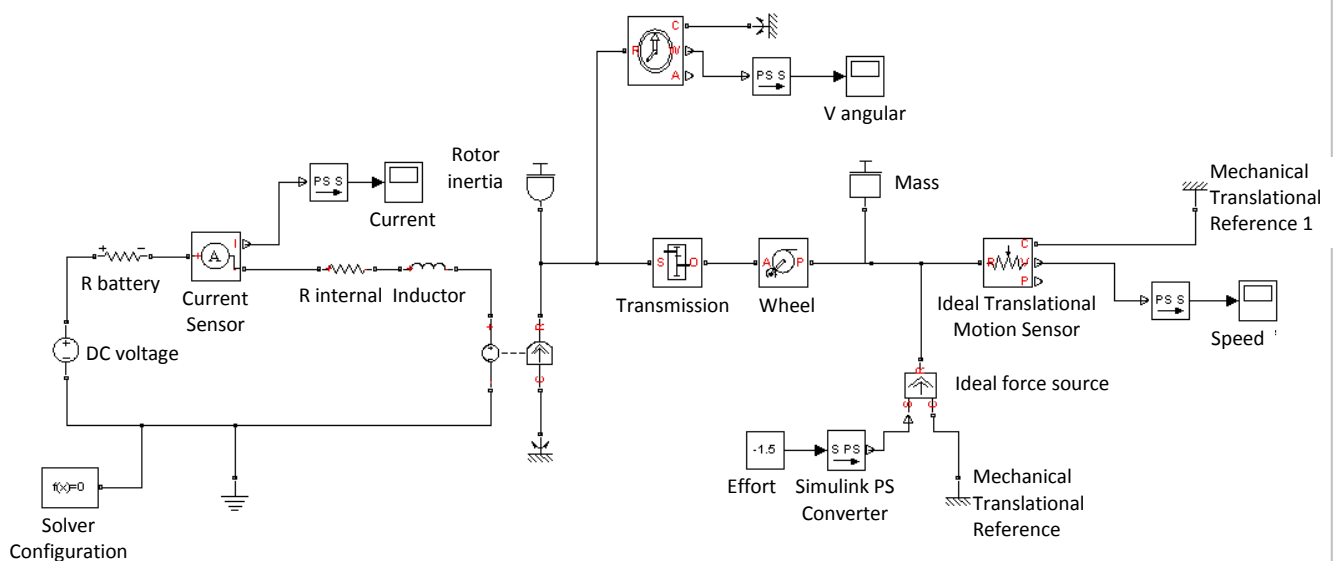 C
R W
A
PS S
V angular
Rotor
inertia
PS S
Current
Mass
Mechanical
Translational
Reference 1
I
+ A
+ -
R battery
Current
Sensor
+
R internal
+
Inductor
S O
Transmission
A P
Wheel
C
R V
P
Ideal Translational
Motion Sensor
PS S
Speed
DC voltage
+
R
C
R
S C
Ideal force source
-1.5
Effort
S PS
Simulink PS
Converter
Mechanical
Translational
Reference
f(x)=0
Solver
Configuration